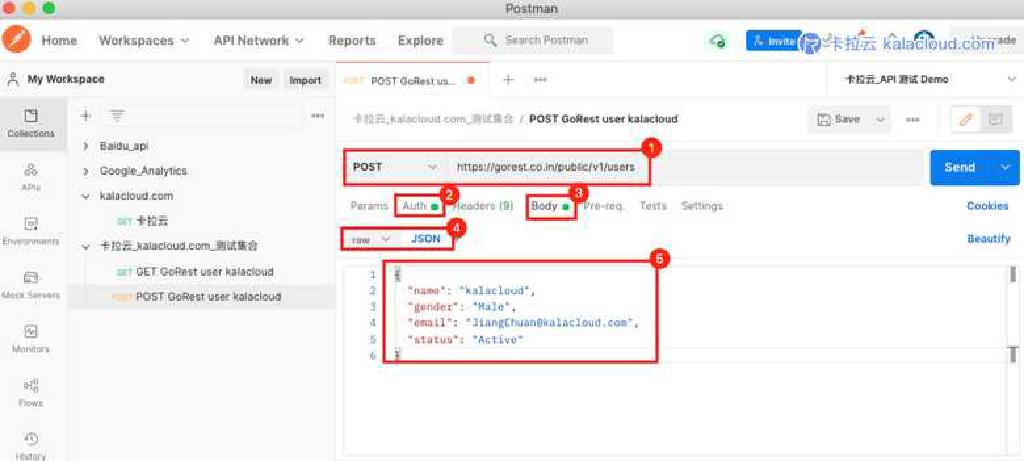 Postman
Home Workspaces API Network Reports Explore Search Postman Invite 卡拉云 kalacloud.com
My Workspace New Import POST POST GoRest us... 卡拉云_API 测试 Demo
Collections
APIs
Environments
Mock Servers
Monitors
Flows
History
Baidu_api
Google_Analytics
kalacloud.com
GET 卡拉云
卡拉云_kalacloud.com_测试集合
GET GET GoRest user kalacloud
POST POST GoRest user kalacloud
卡拉云_kalacloud.com_测试集合 / POST GoRest user kalacloud Save
1
POST https://gorest.co.in/public/v1/users Send
2 3
Params Auth Headers (9) Body Pre-req. Tests Settings Cookies
4
raw JSON Beautify
5
1 {
2 "name": "kalacloud",
3 "gender": "Male",
4 "email": "JiangChuan@kalacloud.com",
5 "status": "Active"
6 }